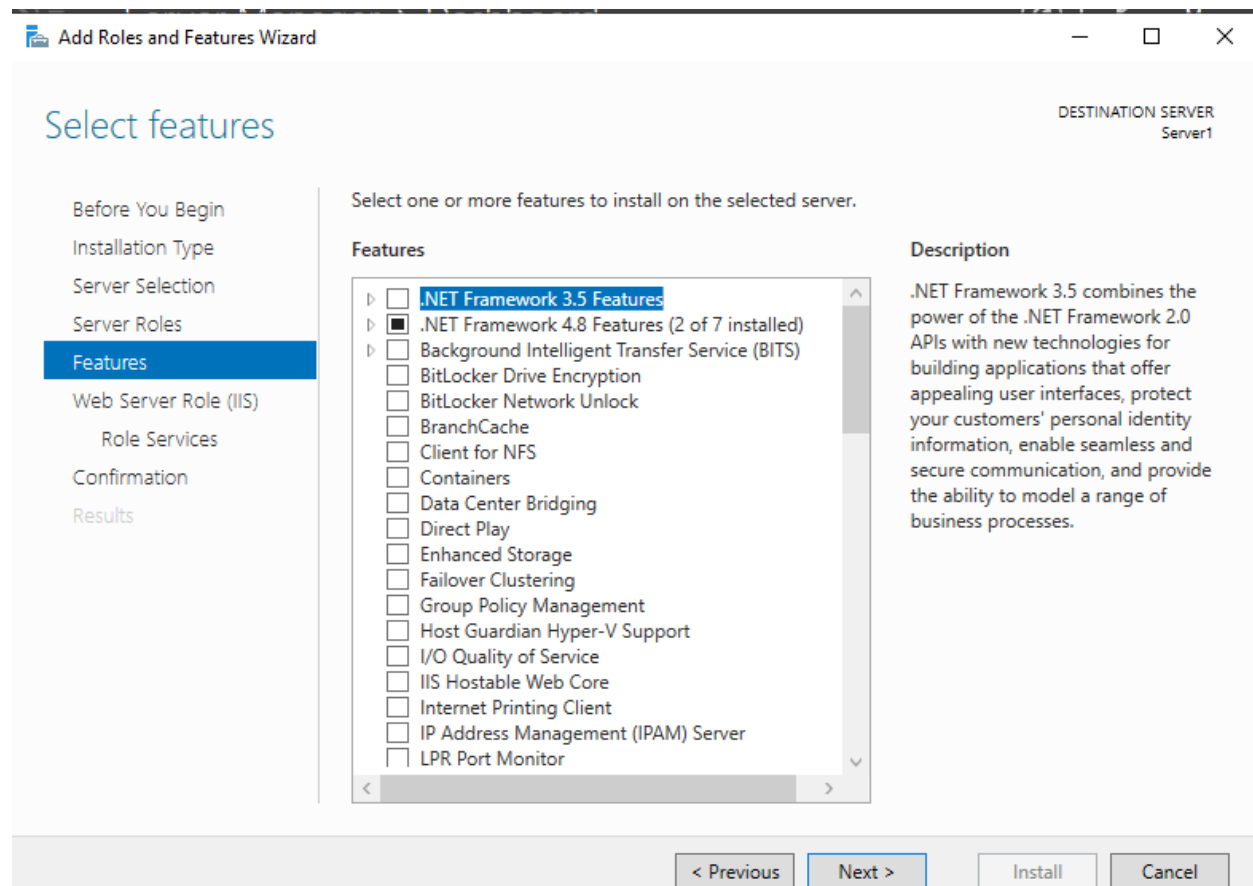 Add Roles and Features Wizard
Select features
DESTINATION SERVER
Server1
Before You Begin
Installation Type
Server Selection
Server Roles
Features
Web Server Role (IIS)
Role Services
Confirmation
Results
Select one or more features to install on the selected server.
Features
.NET Framework 3.5 Features
.NET Framework 4.8 Features (2 of 7 installed)
Background Intelligent Transfer Service (BITS)
BitLocker Drive Encryption
BitLocker Network Unlock
BranchCache
Client for NFS
Containers
Data Center Bridging
Direct Play
Enhanced Storage
Failover Clustering
Group Policy Management
Host Guardian Hyper-V Support
I/O Quality of Service
IIS Hostable Web Core
Internet Printing Client
IP Address Management (IPAM) Server
LPR Port Monitor
Description
.NET Framework 3.5 combines the
power of the .NET Framework 2.0
APIs with new technologies for
building applications that offer
appealing user interfaces, protect
your customers' personal identity
information, enable seamless and
secure communication, and provide
the ability to model a range of
business processes.
< Previous
Next >
Install
Cancel